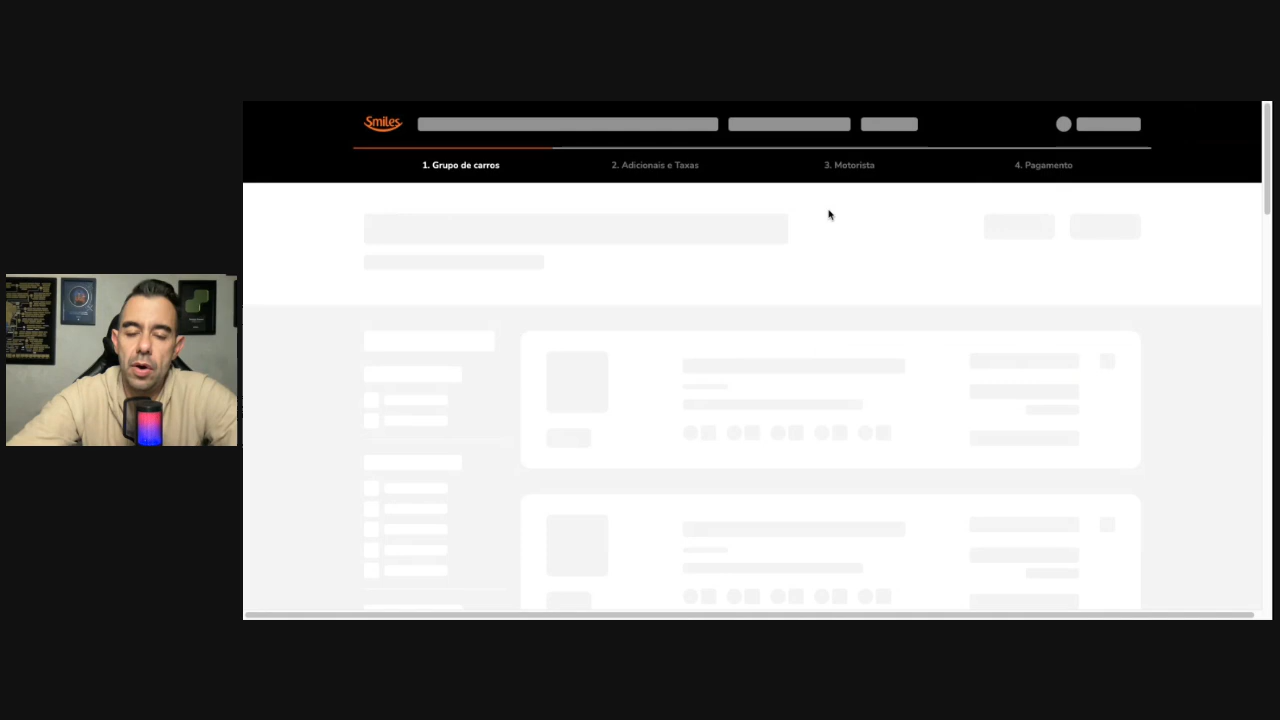 Smiles
1. Grupo de carros
2. Adicionais e Taxas
3. Motorista
4. Pagamento